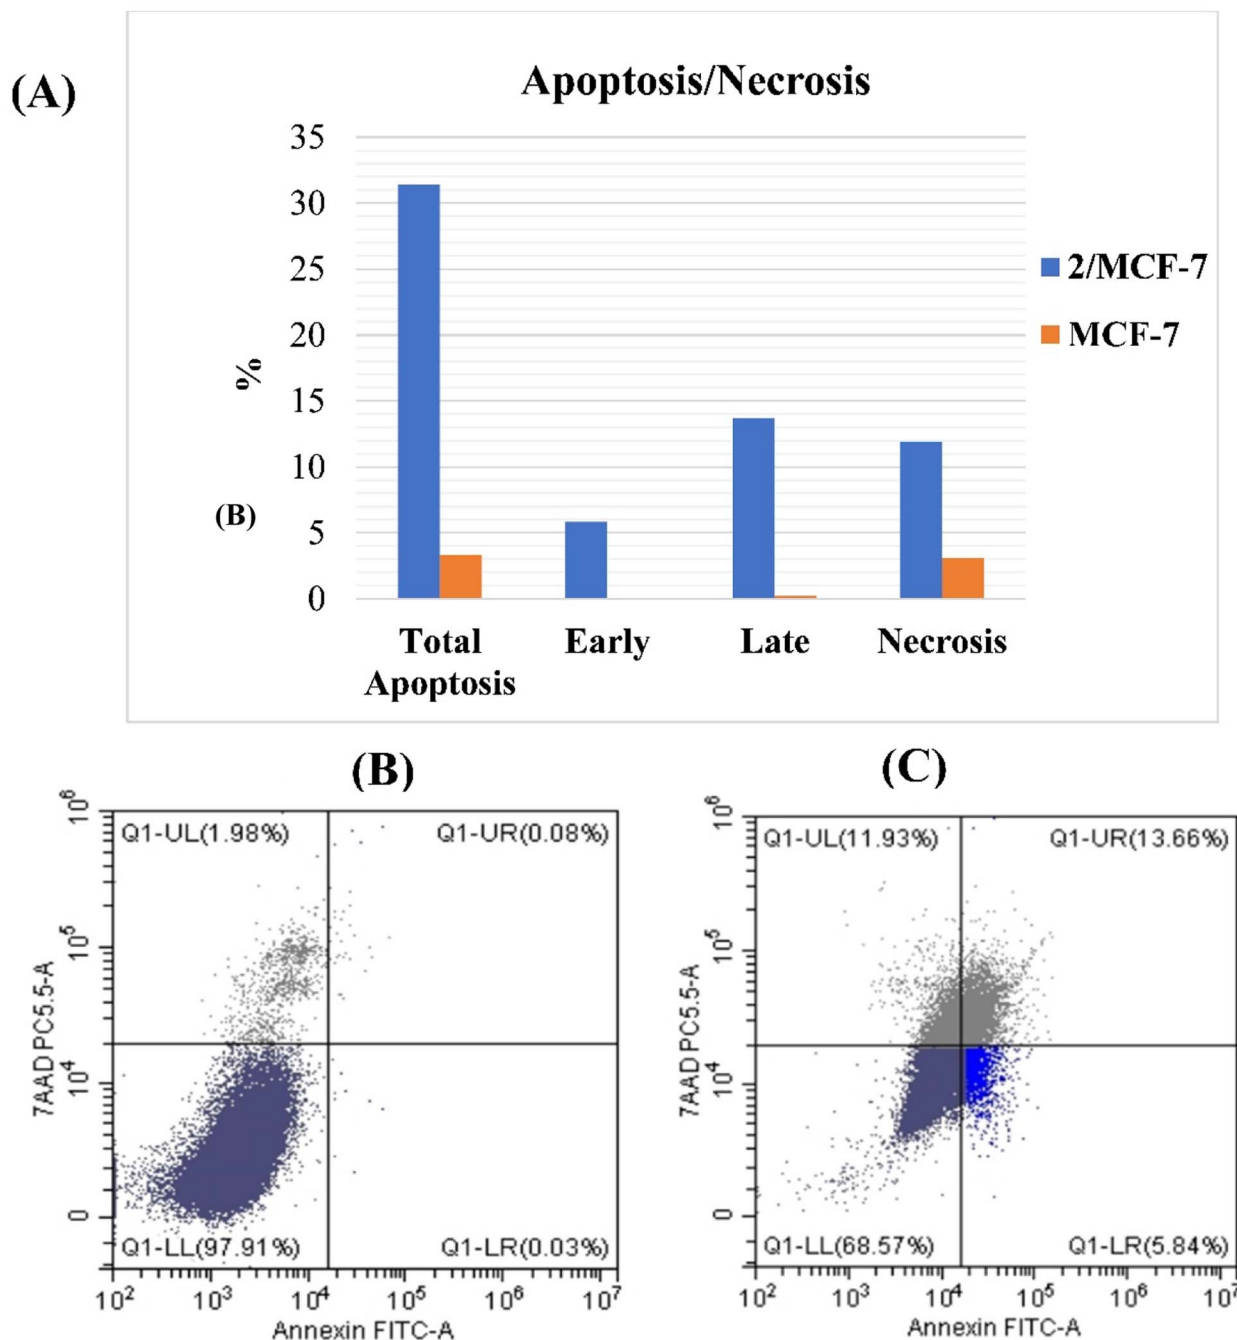 (A)
Apoptosis/Necrosis
35
30
25
20
15
10
5
0
%
(B)
Total Apoptosis
Early
Late
Necrosis
2/MCF-7
MCF-7
(B)
Q1-UL(1.98%)
Q1-UR(0.08%)
Q1-LL(97.91%)
Q1-LR(0.03%)
7AAD PC5.5-A
10^6
10^5
10^4
0
10^2 10^3 10^4 10^5 10^6 10^7
Annexin FITC-A
(C)
Q1-UL(11.93%)
Q1-UR(13.66%)
Q1-LL(68.57%)
Q1-LR(5.84%)
7AAD PC5.5-A
10^6
10^5
10^4
0
10^2 10^3 10^4 10^5 10^6 10^7
Annexin FITC-A